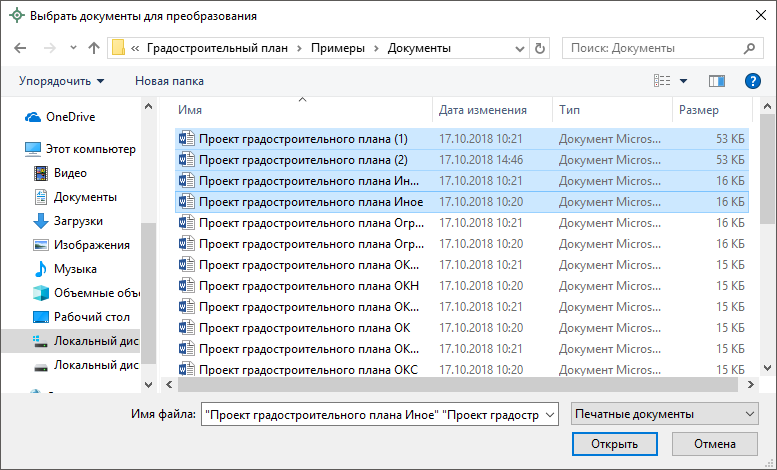 Выбрать документы для преобразования
« Градостроительный план > Примеры > Документы
Поиск: Документы
Упорядочить Новая папка
Имя Дата изменения Тип Размер
OneDrive
Этот компьютер
Видео
Документы
Загрузки
Изображения
Музыка
Объемные объ
Рабочий стол
Локальный дис
Локальный дис
Проект градостроительного плана (1) 17.10.2018 10:21 Документ Micros... 53 КБ
Проект градостроительного плана (2) 17.10.2018 14:46 Документ Micros... 53 КБ
Проект градостроительного плана Ин... 17.10.2018 10:21 Документ Micros... 16 КБ
Проект градостроительного плана Иное 17.10.2018 10:20 Документ Micros... 16 КБ
Проект градостроительного плана Огр... 17.10.2018 10:21 Документ Micros... 16 КБ
Проект градостроительного плана Огр... 17.10.2018 10:20 Документ Micros... 16 КБ
Проект градостроительного плана ОК... 17.10.2018 10:21 Документ Micros... 15 КБ
Проект градостроительного плана ОКН 17.10.2018 10:20 Документ Micros... 15 КБ
Проект градостроительного плана ОК... 17.10.2018 10:21 Документ Micros... 15 КБ
Проект градостроительного плана ОК 17.10.2018 10:20 Документ Micros... 15 КБ
Проект градостроительного плана ОК... 17.10.2018 10:21 Документ Micros... 15 КБ
Проект градостроительного плана ОКС 17.10.2018 10:20 Документ Micros... 15 КБ
Имя файла: "Проект градостроительного плана Иное" "Проект градостр Печатные документы
Открыть Отмена